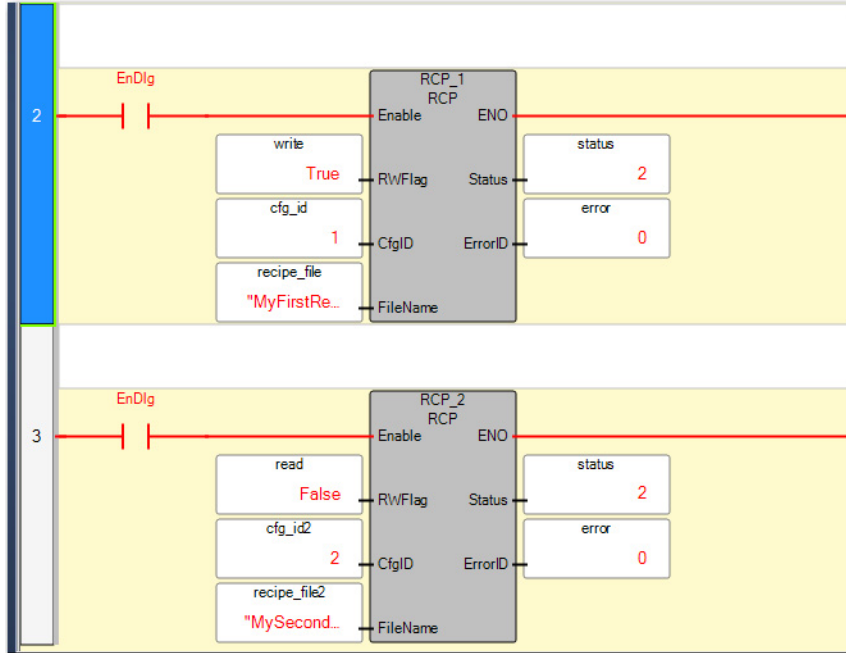 EnDlg
RCP_1
RCP
2
Enable ENO
write
True
RWFlag
Status
status
2
cfg_id
1
CfgID
ErrorID
error
0
recipe_file
"MyFirstRe...
FileName
EnDlg
RCP_2
RCP
3
Enable ENO
read
False
RWFlag
Status
status
2
cfg_id2
2
CfgID
ErrorID
error
0
recipe_file2
"MySecond...
FileName